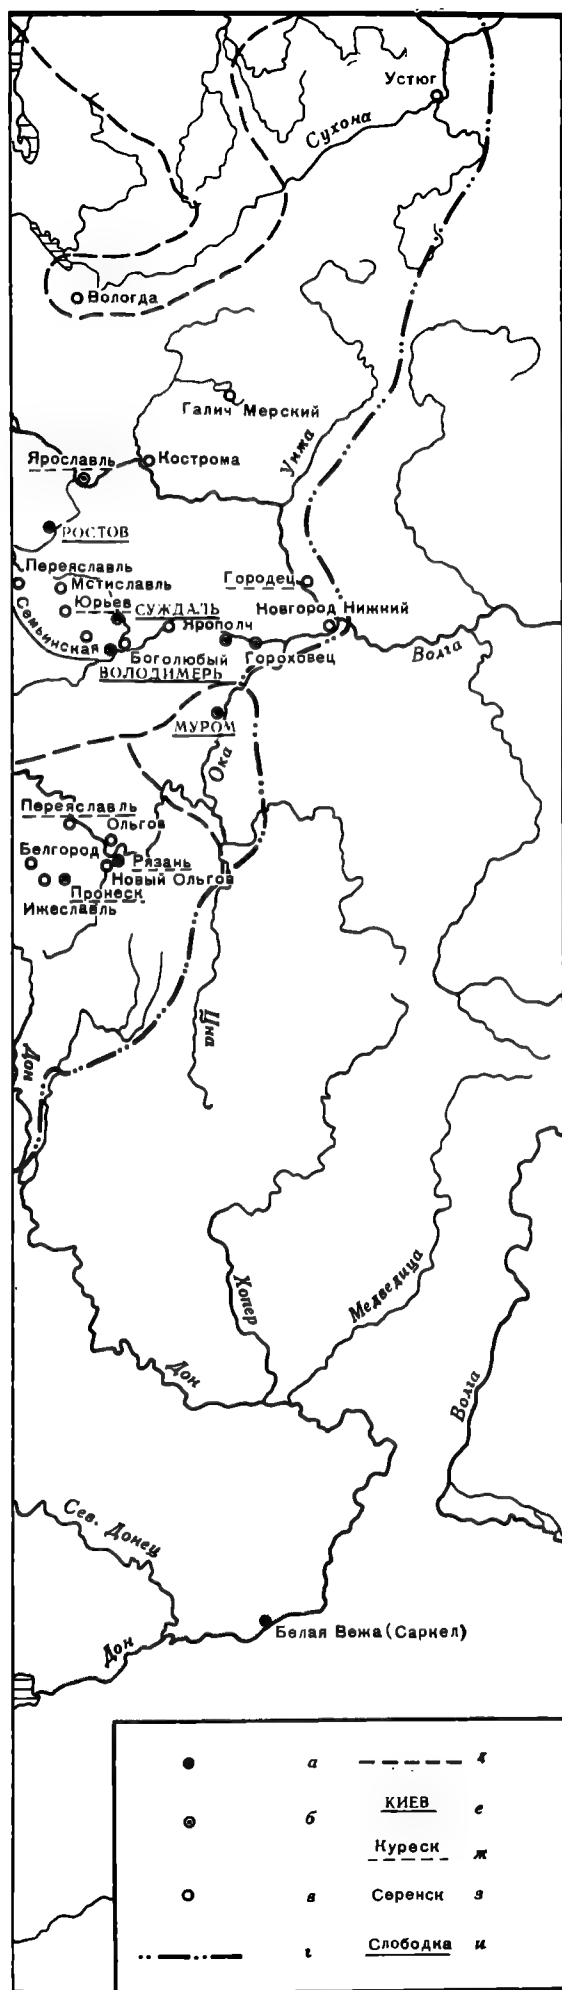 Устюг
Сухона
Вологда
Галич Мерский
Унжа
Ярославль
Кострома
РОСТОВ
Переяславль
Мстиславль
Городец
Юрьев
СУЖДАЛЬ
Новгород Нижний
Семьинская
Ярополч
Боголюбый
Гороховец
Волга
ВОЛОДИМЕРЬ
МУРОМ
Ока
Переяславль
Ольгов
Белгород
Рязань
Новый Ольгов
Пронеск
Ижеславль
Цна
Дон
Хопер
Медведица
Дон
Волга
Сев. Донец
Белая Вежа (Саркел)
Дон
а
д
б
КИЕВ
е
Куреск
ж
в
Серенск
з
г
Слободка
и